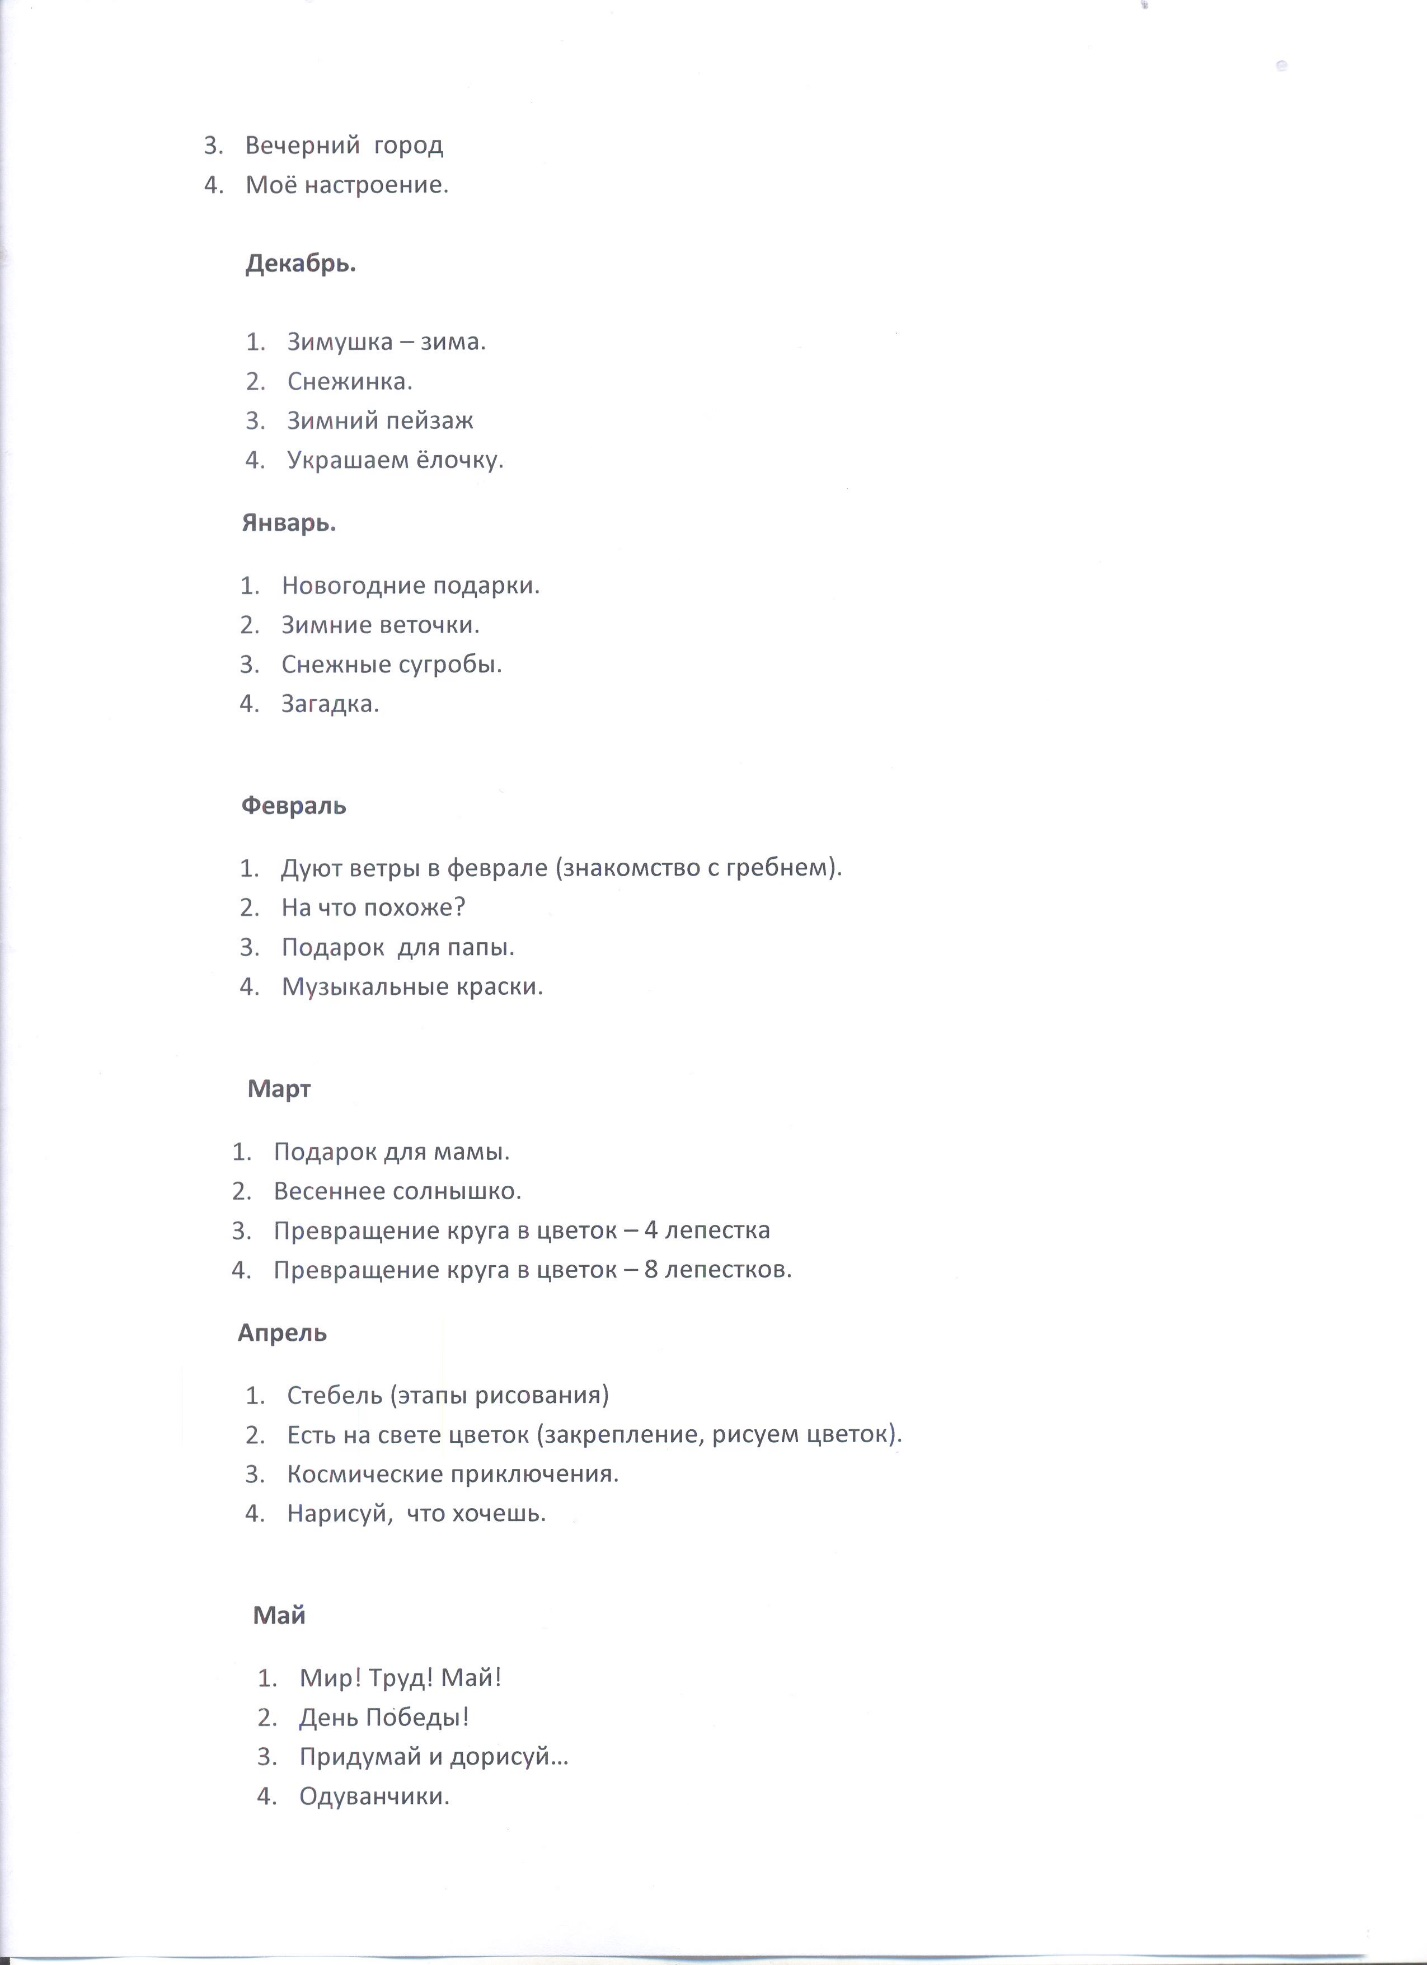 3. Вечерний город
4. Моё настроение.
Декабрь.
1. Зимушка – зима.
2. Снежинка.
3. Зимний пейзаж
4. Украшаем ёлочку.
Январь.
1. Новогодние подарки.
2. Зимние веточки.
3. Снежные сугробы.
4. Загадка.
Февраль
1. Дуют ветры в феврале (знакомство с гребнем).
2. На что похоже?
3. Подарок для папы.
4. Музыкальные краски.
Март
1. Подарок для мамы.
2. Весеннее солнышко.
3. Превращение круга в цветок – 4 лепестка
4. Превращение круга в цветок – 8 лепестков.
Апрель
1. Стебель (этапы рисования)
2. Есть на свете цветок (закрепление, рисуем цветок).
3. Космические приключения.
4. Нарисуй, что хочешь.
Май
1. Мир! Труд! Май!
2. День Победы!
3. Придумай и дорисуй...
4. Одуванчики.